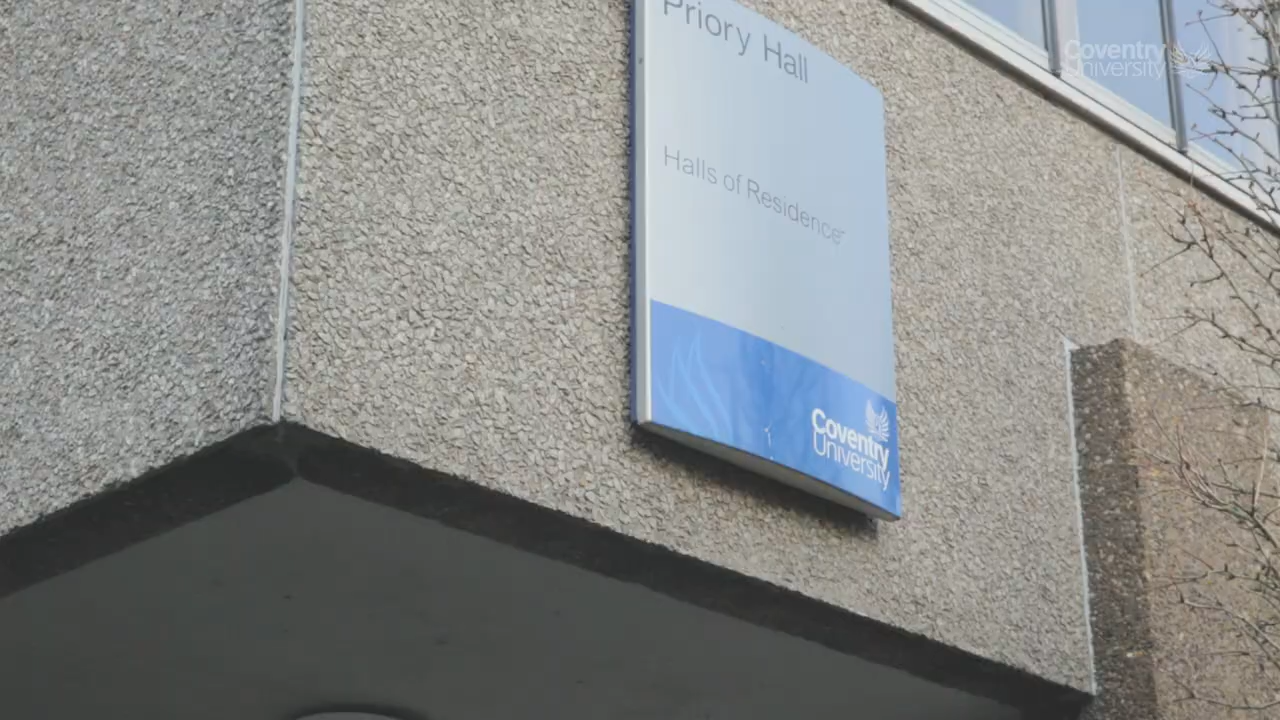 Priory Hall
Halls of Residence
Coventry
University
Coventry
University